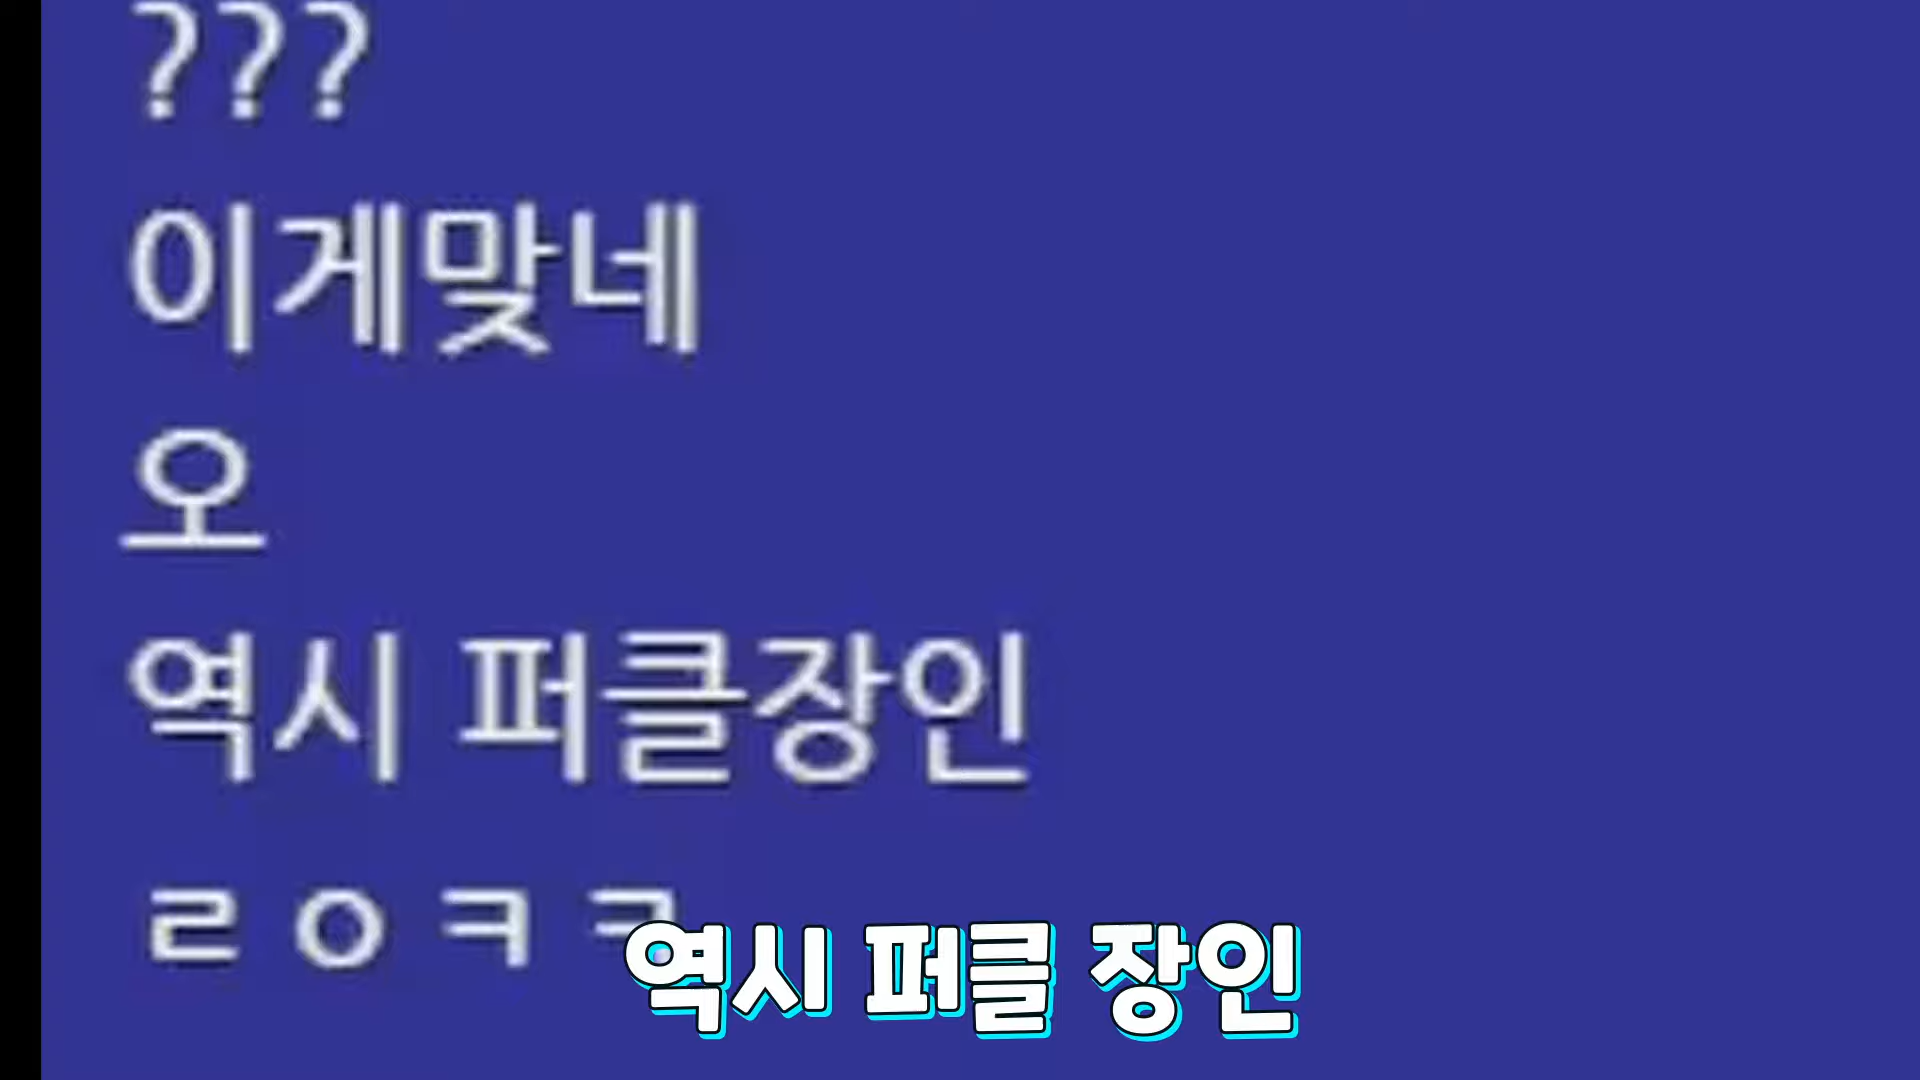 ???
이게맞네
오
역시 퍼클장인
ㄹㅇㅋㅋ
역시 퍼클 장인